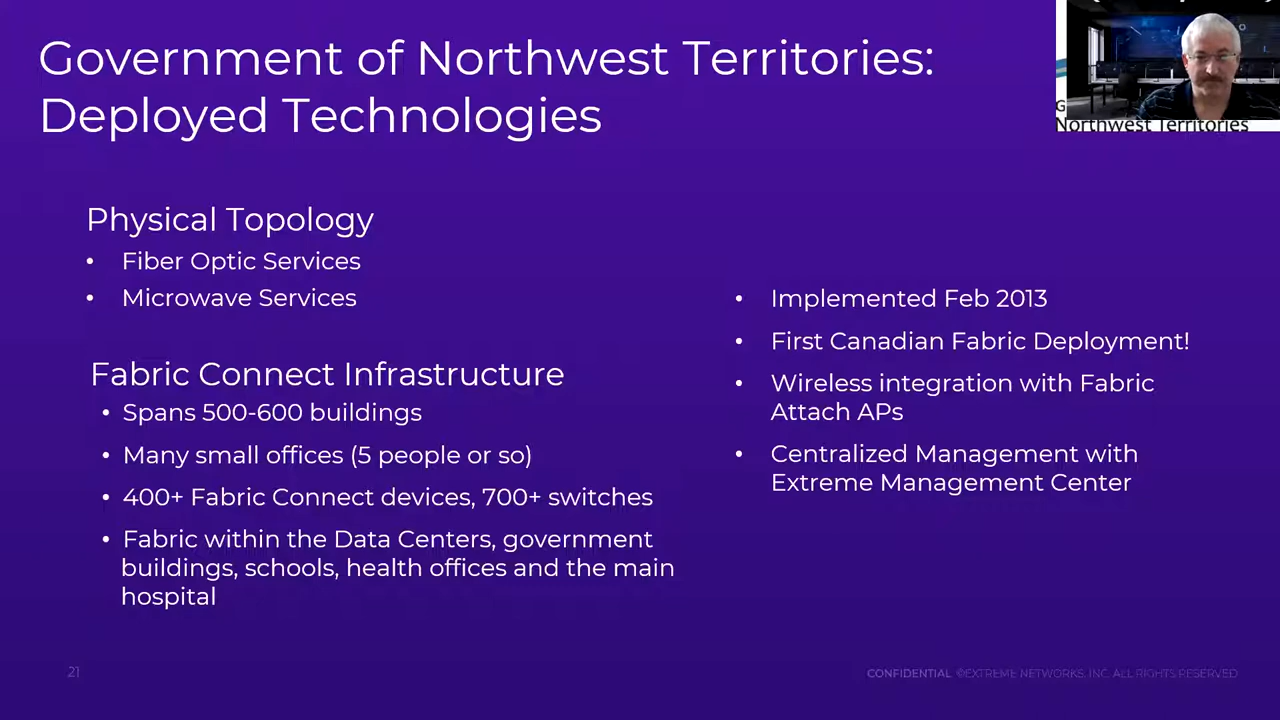 Government of Northwest Territories:
Deployed Technologies
G
Northwest Territories
Physical Topology
• Fiber Optic Services
• Microwave Services
Fabric Connect Infrastructure
• Spans 500-600 buildings
• Many small offices (5 people or so)
• 400+ Fabric Connect devices, 700+ switches
• Fabric within the Data Centers, government
buildings, schools, health offices and the main
hospital
• Implemented Feb 2013
• First Canadian Fabric Deployment!
• Wireless integration with Fabric
Attach APs
• Centralized Management with
Extreme Management Center
21
CONFIDENTIAL ©EXTREME NETWORKS, INC. ALL RIGHTS RESERVED